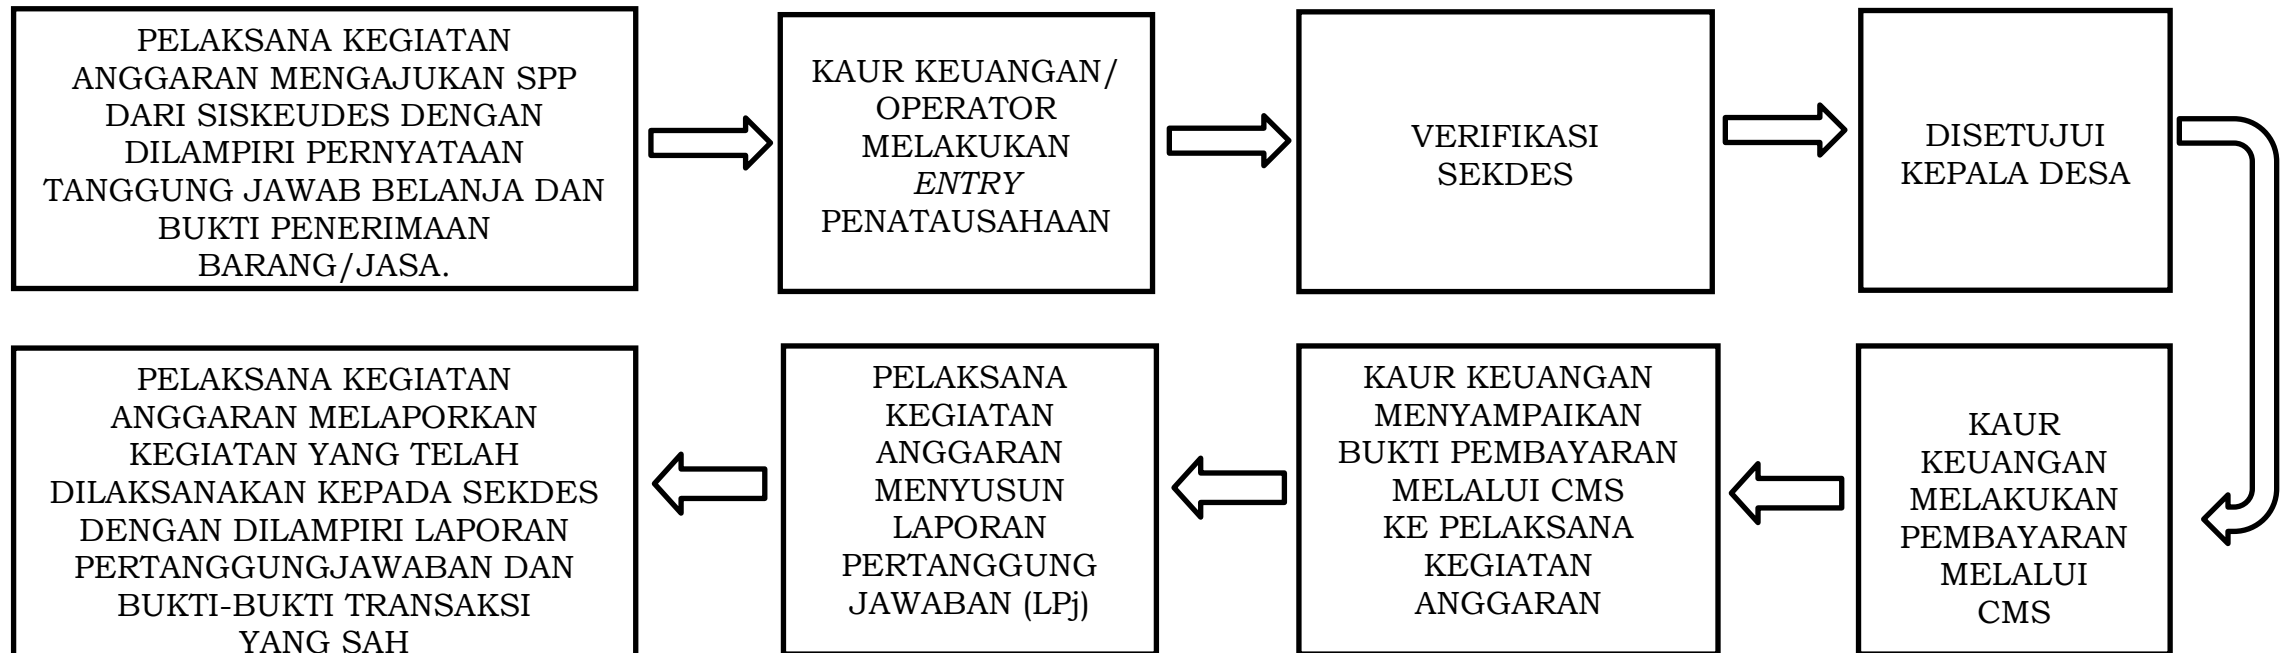 PELAKSANA KEGIATAN
ANGGARAN MENGAJUKAN SPP
DARI SISKEUDES DENGAN
DILAMPIRI PERNYATAAN
TANGGUNG JAWAB BELANJA DAN
BUKTI PENERIMAAN
BARANG/JASA.
KAUR KEUANGAN/
OPERATOR
MELAKUKAN
ENTRY
PENATAUSAHAAN
VERIFIKASI
SEKDES
DISETUJUI
KEPALA DESA
KAUR
KEUANGAN
MELAKUKAN
PEMBAYARAN
MELALUI
CMS
KAUR KEUANGAN
MENYAMPAIKAN
BUKTI PEMBAYARAN
MELALUI CMS
KE PELAKSANA
KEGIATAN
ANGGARAN
PELAKSANA
KEGIATAN
ANGGARAN
MENYUSUN
LAPORAN
PERTANGGUNG
JAWABAN (LPj)
PELAKSANA KEGIATAN
ANGGARAN MELAPORKAN
KEGIATAN YANG TELAH
DILAKSANAKAN KEPADA SEKDES
DENGAN DILAMPIRI LAPORAN
PERTANGGUNGJAWABAN DAN
BUKTI-BUKTI TRANSAKSI
YANG SAH